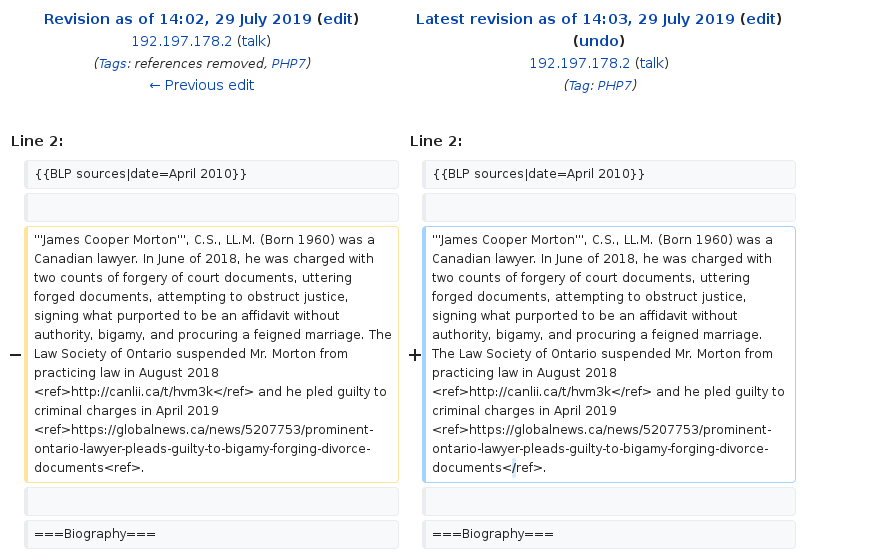 Revision as of 14:02, 29 July 2019 (edit)
192.197.178.2 (talk)
(Tags: references removed, PHP7)
← Previous edit
Latest revision as of 14:03, 29 July 2019 (edit)
(undo)
192.197.178.2 (talk)
(Tag: PHP7)
Line 2:
{{BLP sources|date=April 2010}}
'''James Cooper Morton''', C.S., LL.M. (Born 1960) was a
Canadian lawyer. In June of 2018, he was charged with
two counts of forgery of court documents, uttering
forged documents, attempting to obstruct justice,
signing what purported to be an affidavit without
authority, bigamy, and procuring a feigned marriage. The
− Law Society of Ontario suspended Mr. Morton from
practicing law in August 2018
<ref>http://canlii.ca/t/hvm3k</ref> and he pled guilty to
criminal charges in April 2019
<ref>https://globalnews.ca/news/5207753/prominent-
ontario-lawyer-pleads-guilty-to-bigamy-forging-divorce-
documents<ref>.
===Biography===
Line 2:
{{BLP sources|date=April 2010}}
'''James Cooper Morton''', C.S., LL.M. (Born 1960) was a
Canadian lawyer. In June of 2018, he was charged with
two counts of forgery of court documents, uttering
forged documents, attempting to obstruct justice,
signing what purported to be an affidavit without
authority, bigamy, and procuring a feigned marriage.
+ The Law Society of Ontario suspended Mr. Morton from
practicing law in August 2018
<ref>http://canlii.ca/t/hvm3k</ref> and he pled guilty to
criminal charges in April 2019
<ref>https://globalnews.ca/news/5207753/prominent-
ontario-lawyer-pleads-guilty-to-bigamy-forging-divorce-
documents</ref>.
===Biography===